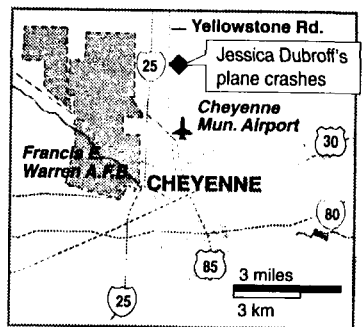 Yellowstone Rd.
25
Jessica Dubroff's
plane crashes
Cheyenne
Mun. Airport
30
Francis E.
Warren A.F.B.
CHEYENNE
80
85
25
3 miles
3 km